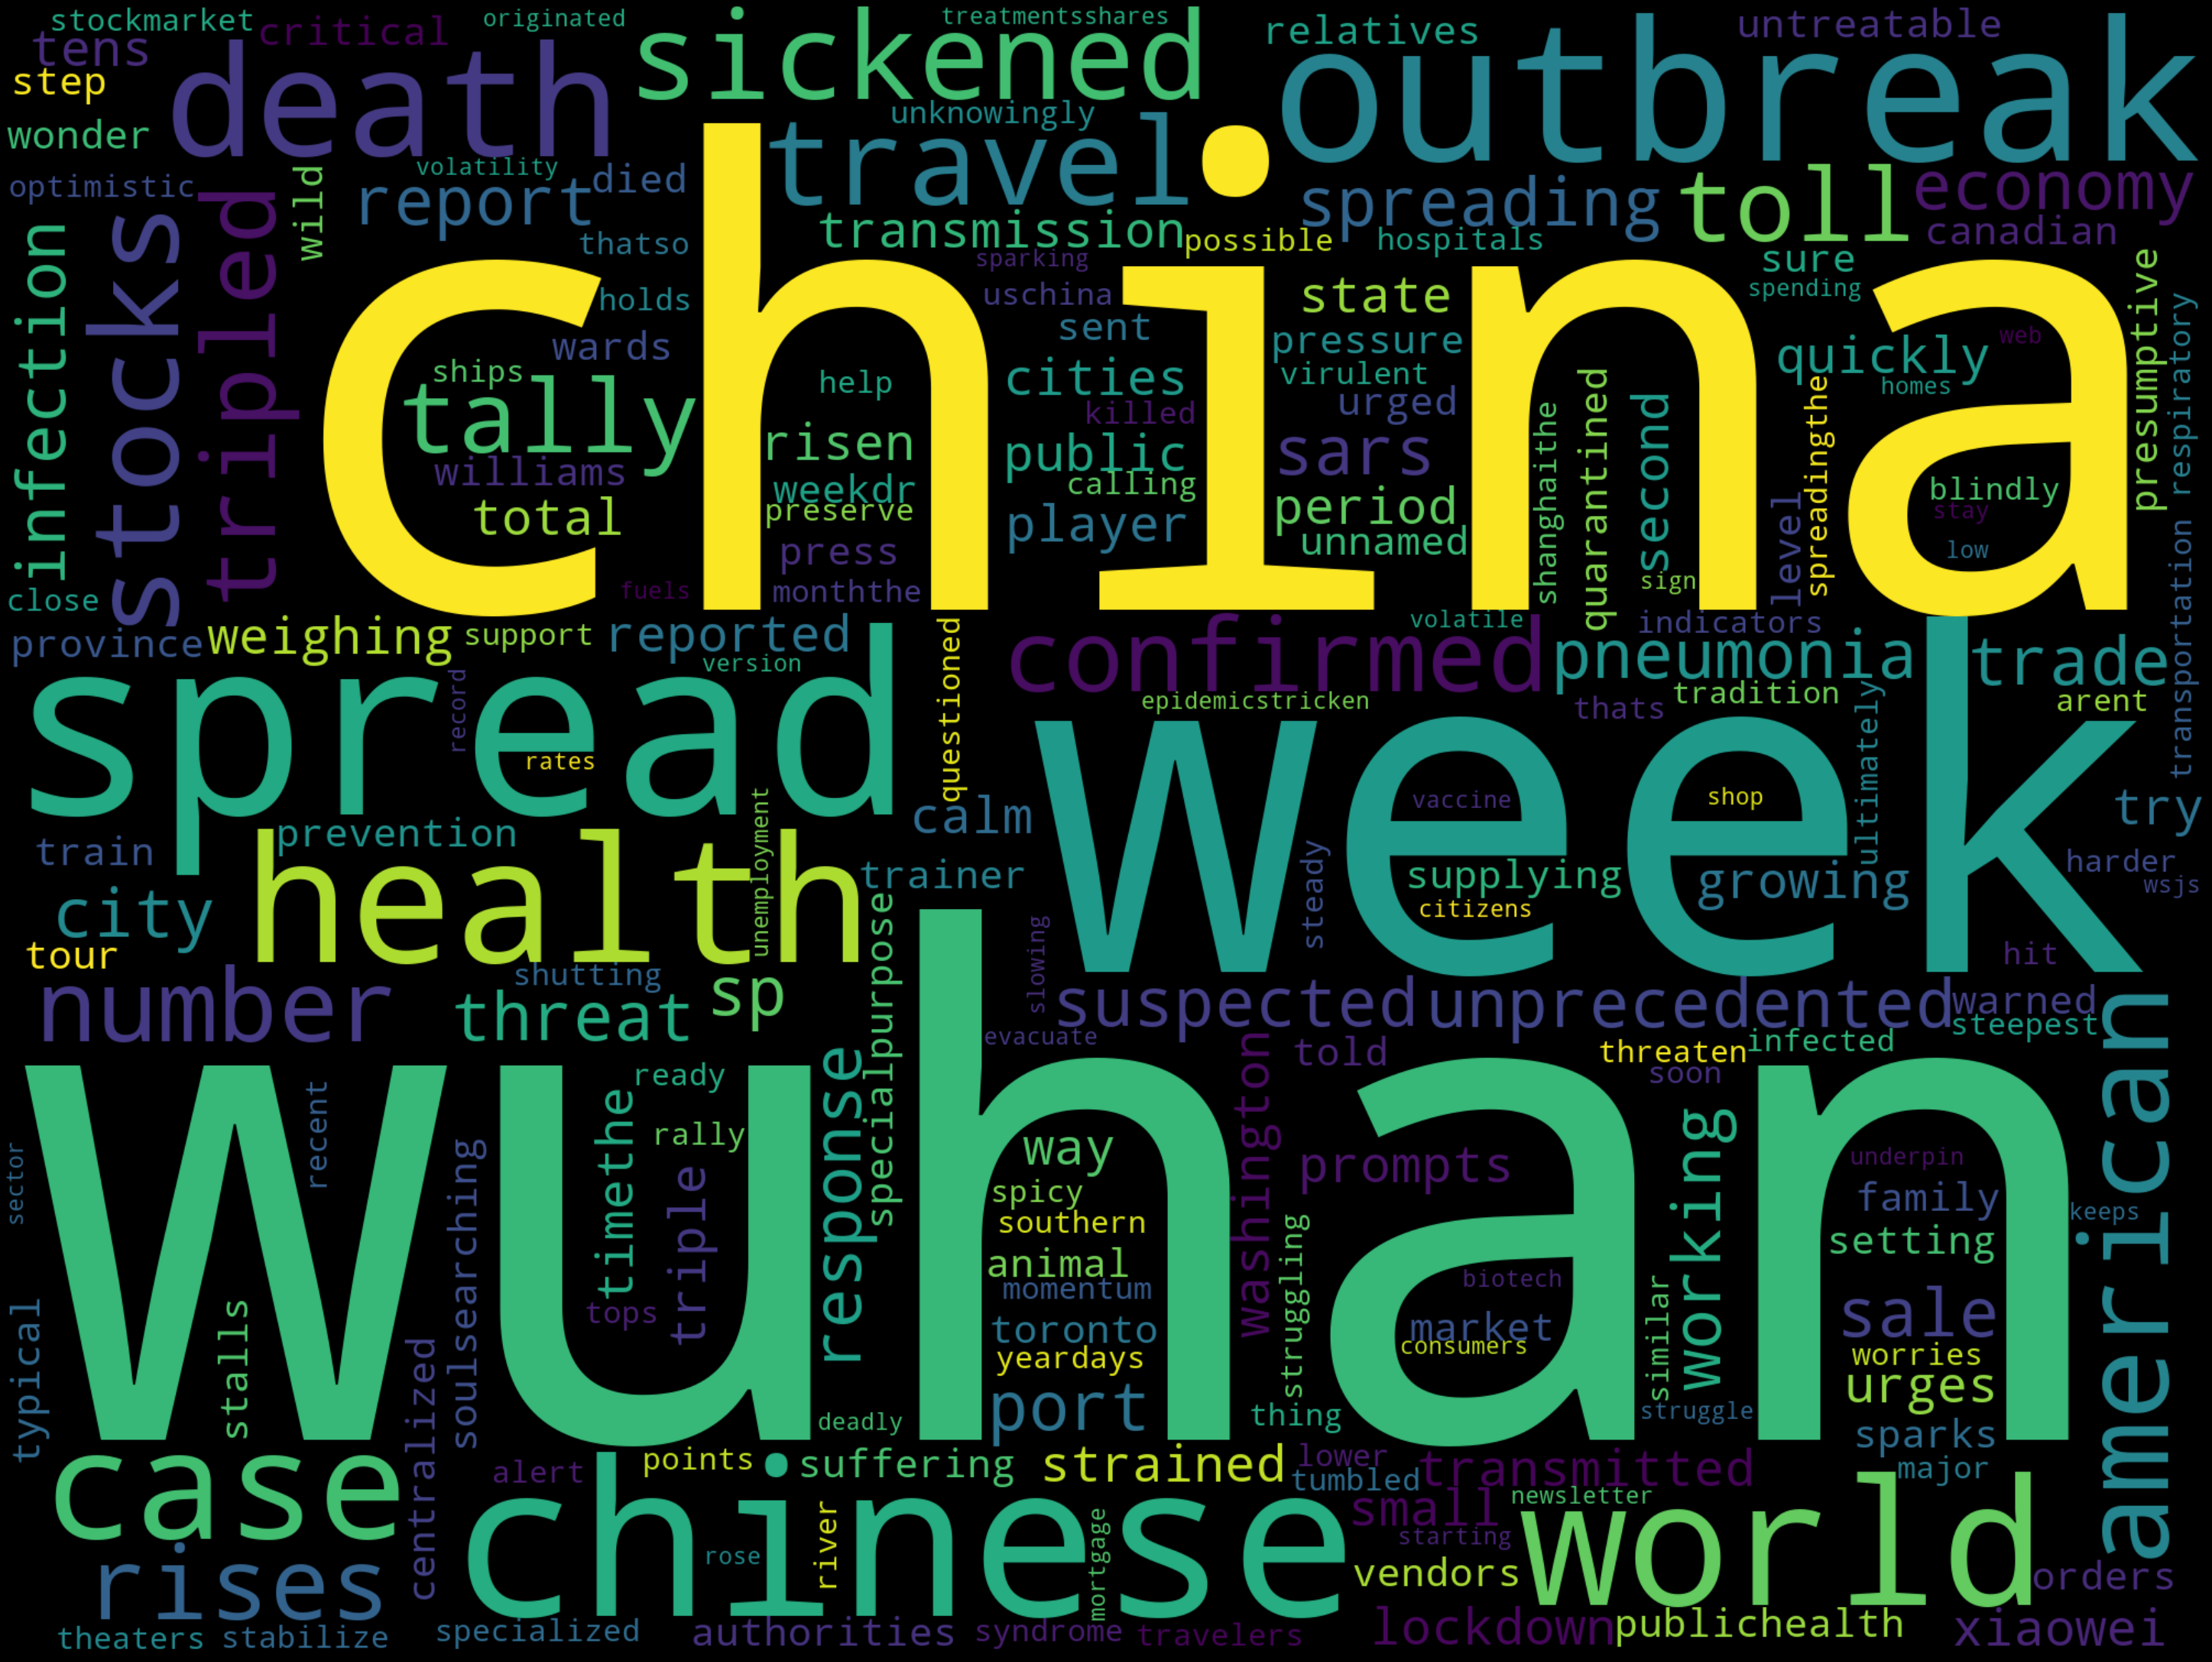 stockmarket
critical
originated
sickened
treatmentsshares
relatives
outbreak
untreatable
tens
death
step
wonder
unknowingly
travel
optimistic
wild
volatility
report
died
spreading
toll
economy
canadian
transmission
possible
hospitals
thatso
sparking
sure
spending
stocks
tripled
infection
china
holds
uschina
state
presumptive
respiratory
sent
wards
pressure
quickly
web
ships
tally
help
cities
virulent
homes
killed
urged
risen
public
sars
shanghaithe
quarantined
second
spreadingthe
williams
weekdr
calling
blindly
total
preserve
player
period
stay
level
press
unnamed
low
close
fuels
monththe
sign
province
weighing
support
reported
volatile
indicators
version
questioned
confirmed
pneumonia
trade
spread
record
epidemicstricken
thats
tradition
arent
transportation
rates
week
ultimately
vaccine
shop
try
train
prevention
unemployment
calm
city
health
trainer
steady
supplying
growing
harder
wsjs
citizens
tour
shutting
specialpurpose
slowing
hit
number
threat
sp
suspected
unprecedented
warned
steepest
evacuate
told
threaten
infected
american
wuhan
recent
ready
response
washington
soon
timethe
rally
way
working
sector
soulsearching
triple
spicy
prompts
underpin
southern
family
keeps
animal
struggling
setting
momentum
biotech
typical
stalls
tops
toronto
market
similar
sale
centralized
yeardays
consumers
worries
port
urges
deadly
thing
struggle
case
alert
points
suffering
strained
lower
tumbled
transmitted
sparks
major
chinese
small
newsletter
world
rises
river
mortgage
starting
rose
vendors
orders
theaters
stabilize
specialized
authorities
syndrome
travelers
lockdown
publichealth
xiaowei